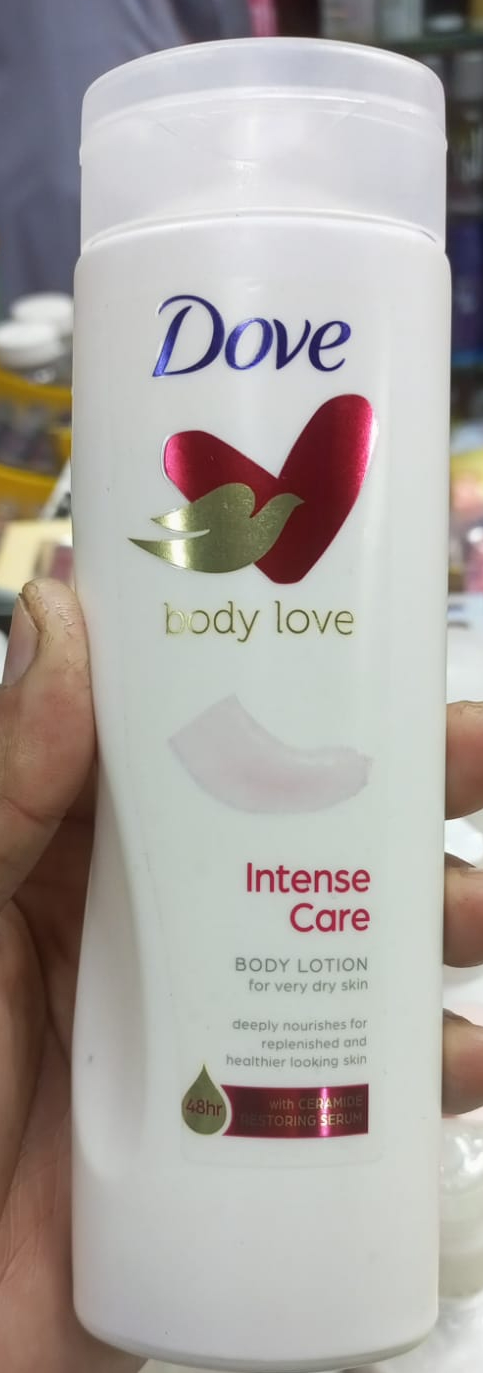 Dove
body love
Intense
Care
BODY LOTION
for very dry skin
deeply nourishes for
replenished and
healthier looking skin
48hr
with CERAMIDE
RESTORING SERUM